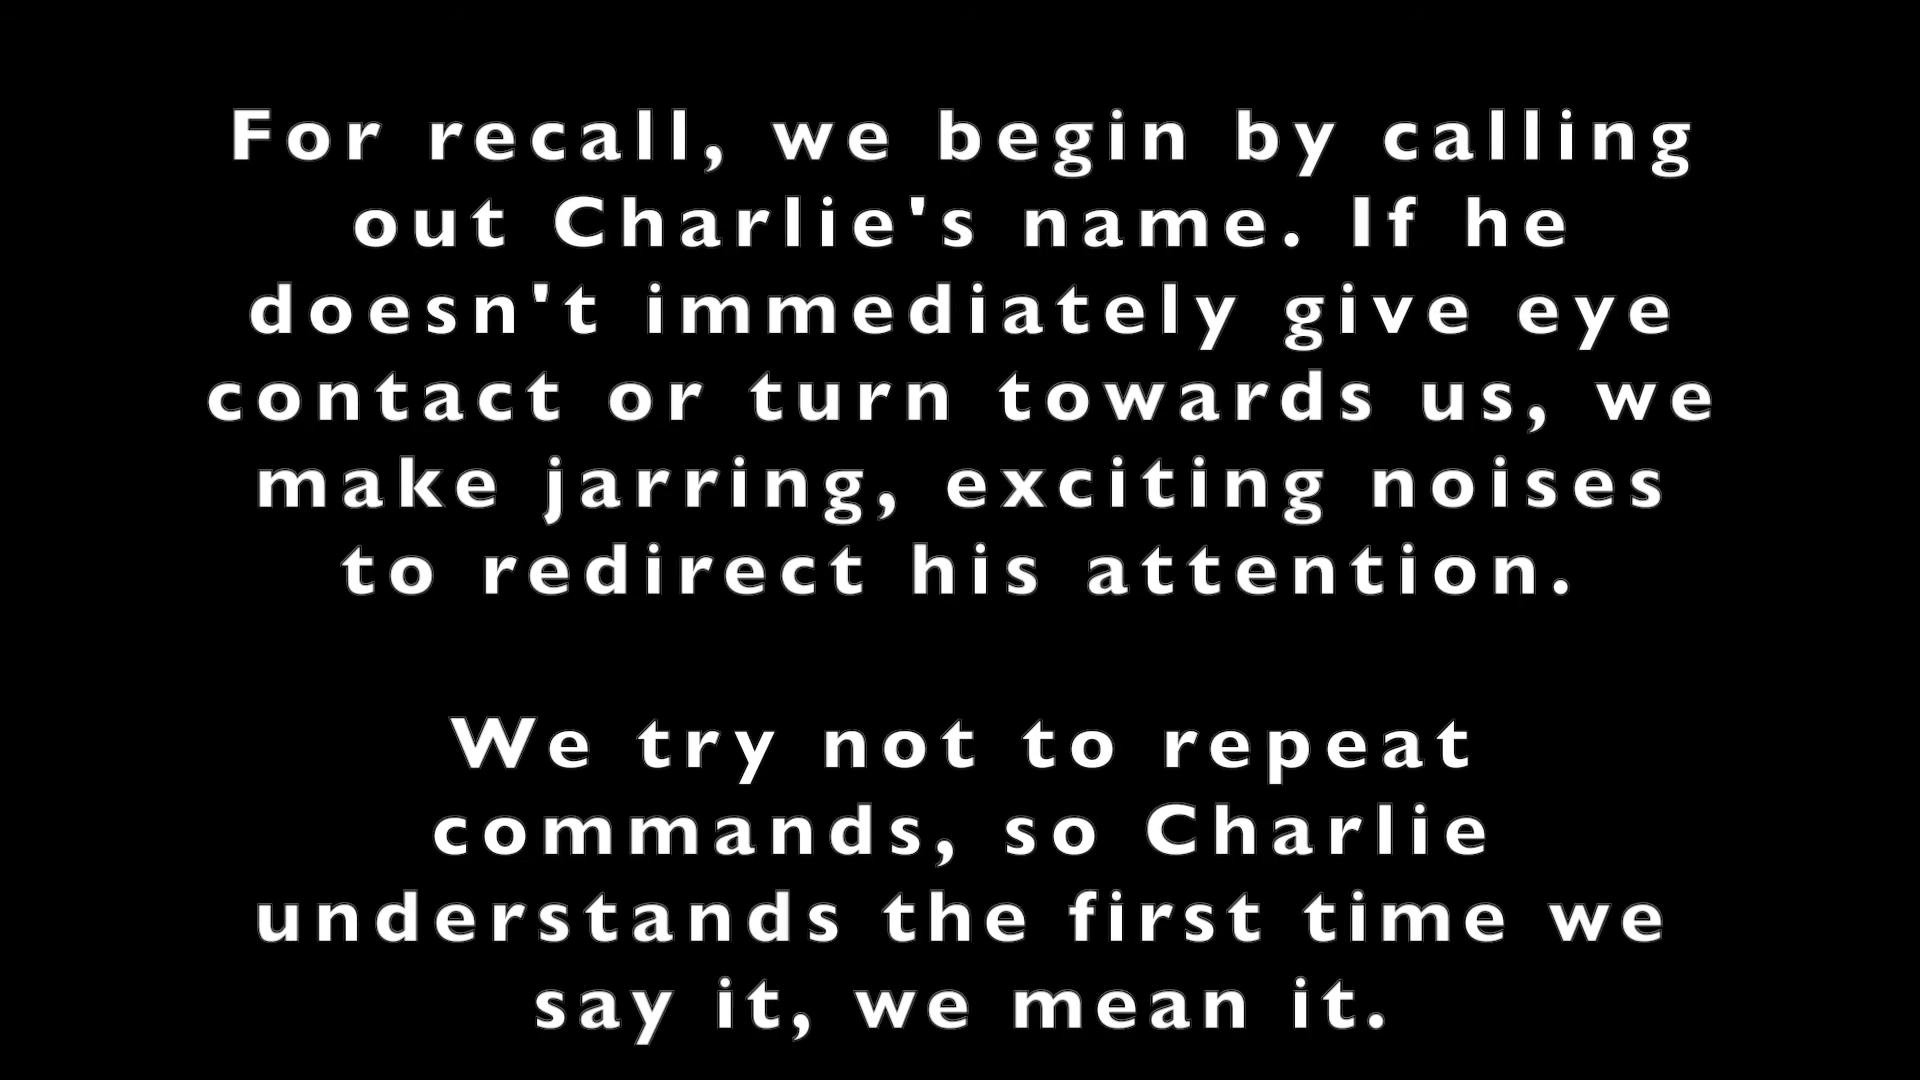 For recall, we begin by calling
out Charlie's name. If he
doesn't immediately give eye
contact or turn towards us, we
make jarring, exciting noises
to redirect his attention.
We try not to repeat
commands, so Charlie
understands the first time we
say it, we mean it.